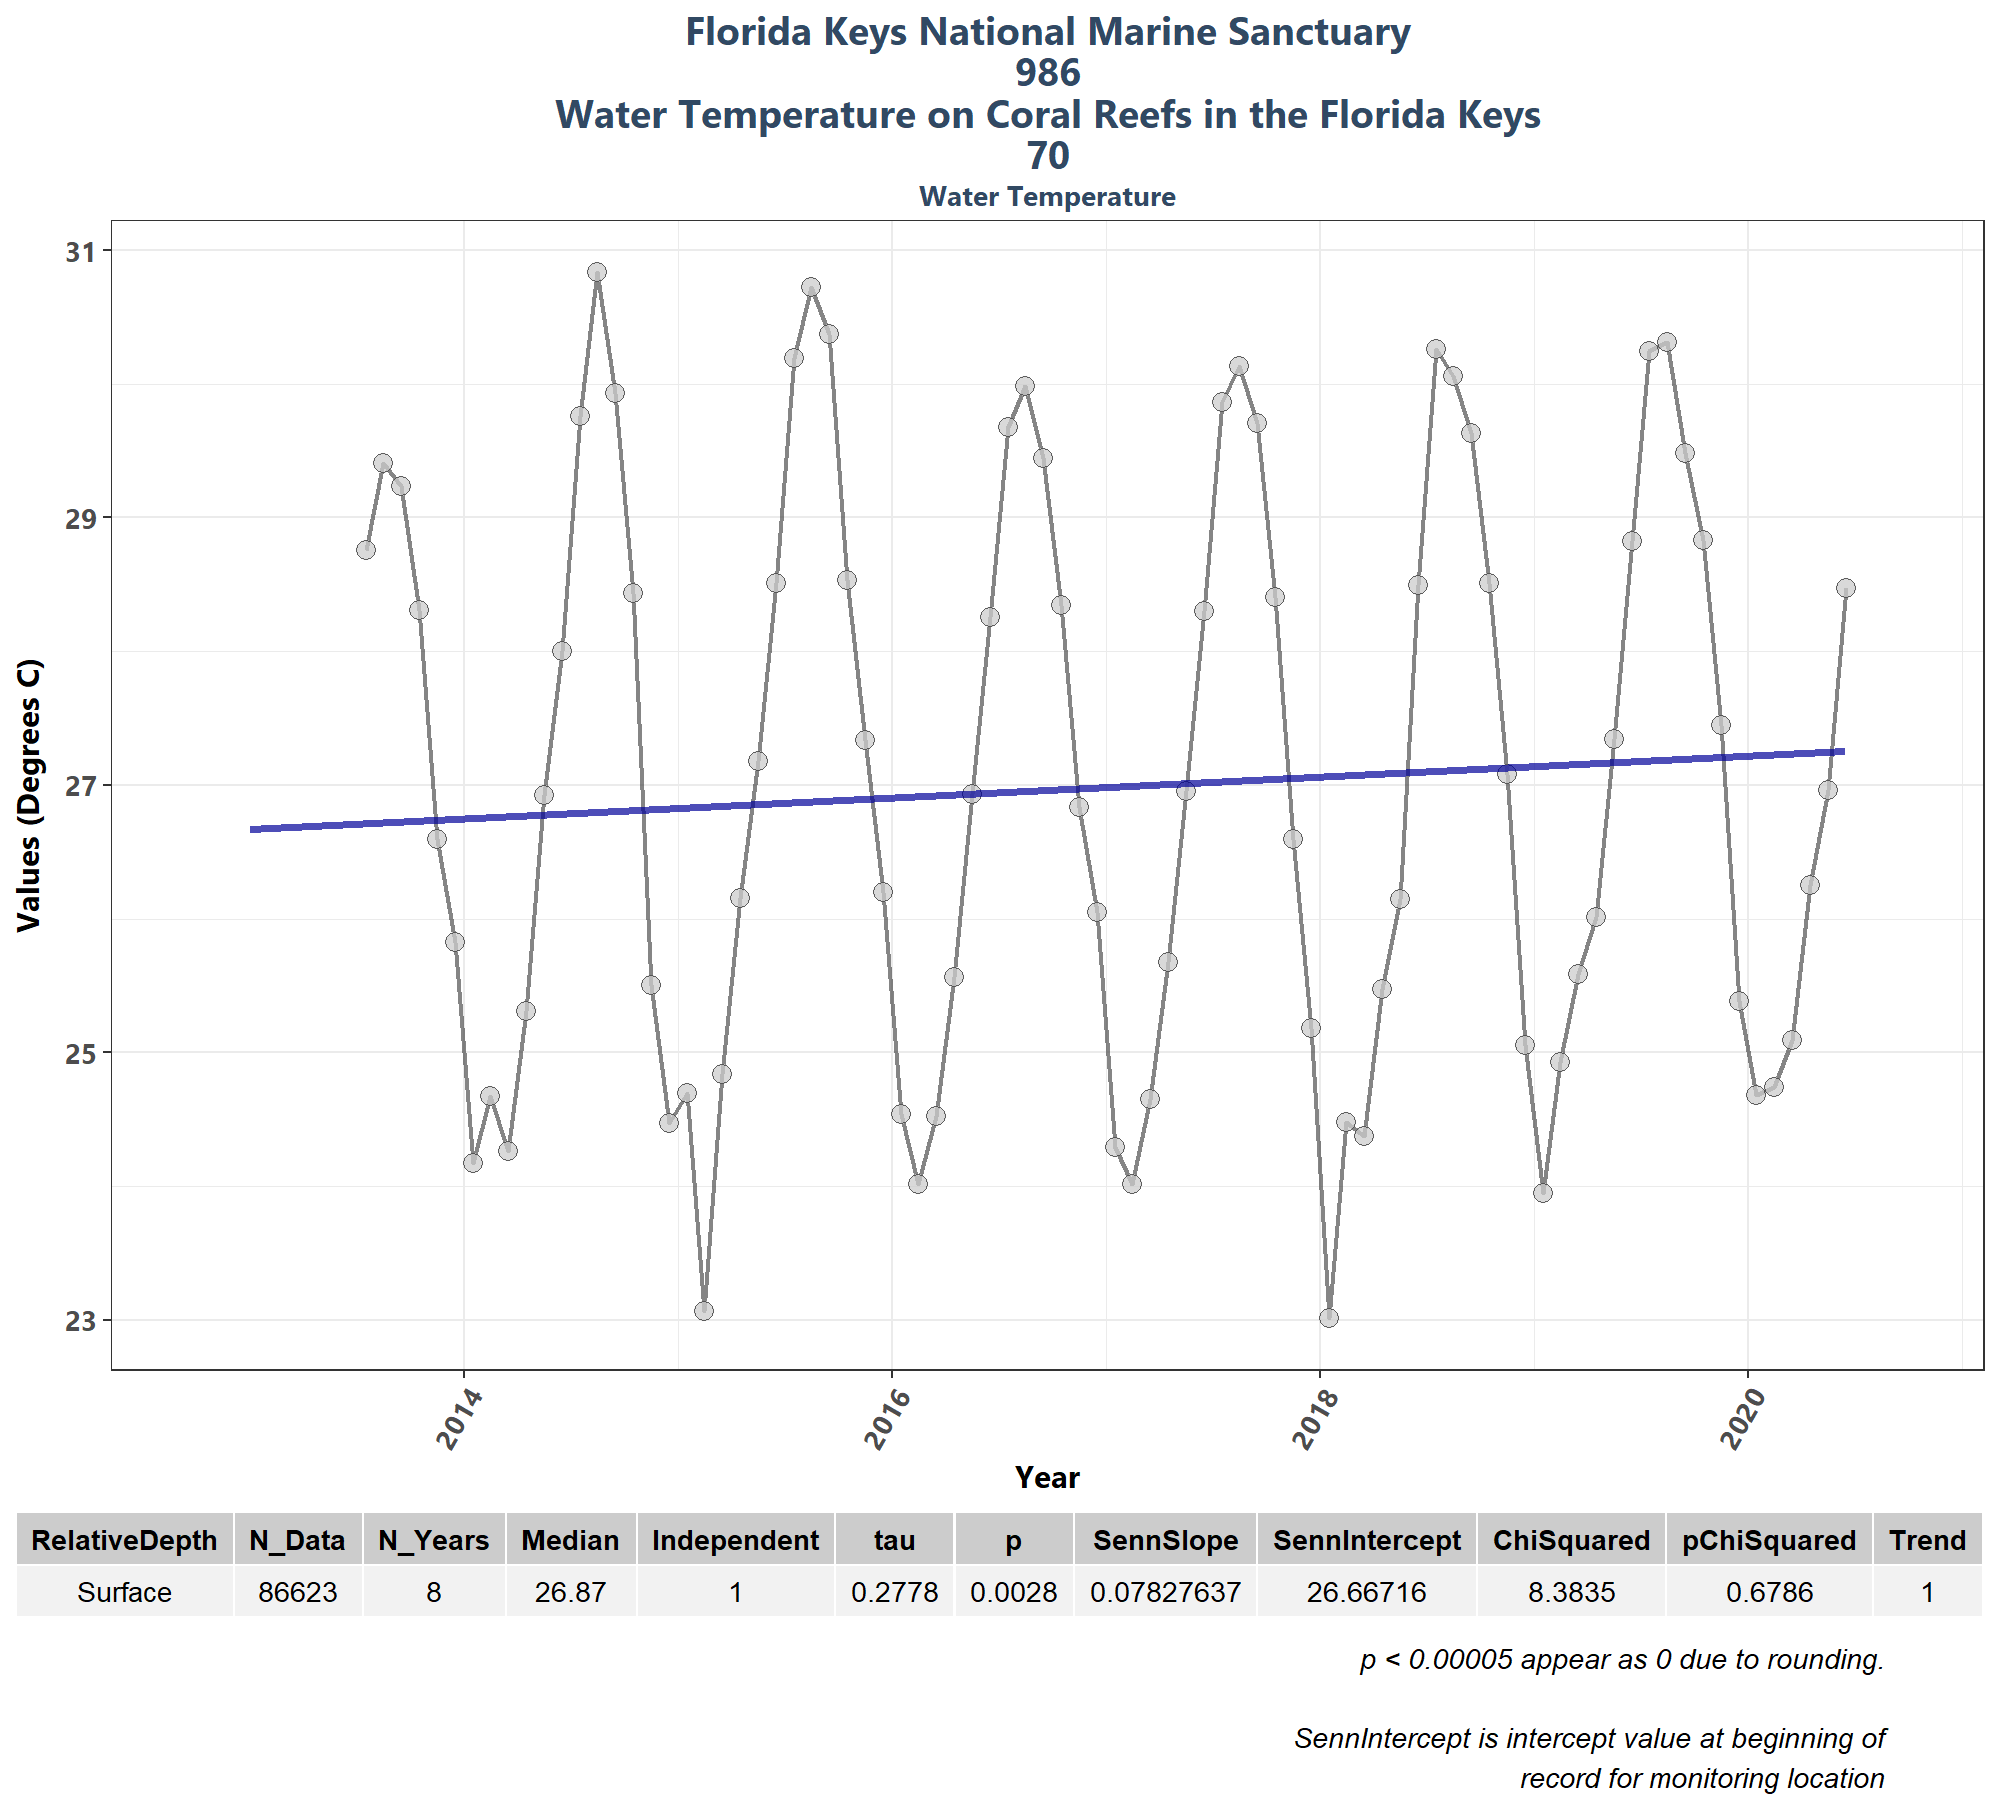 Florida Keys National Marine Sanctuary
986
Water Temperature on Coral Reefs in the Florida Keys
70
Water Temperature
31
29
27
25
23
Values (Degrees C)
2014 2016 2018 2020
Year
RelativeDepth N_Data N_Years Median Independent tau p SennSlope SennIntercept ChiSquared pChiSquared Trend
Surface 86623 8 26.87 1 0.2778 0.0028 0.07827637 26.66716 8.3835 0.6786 1
p < 0.00005 appear as 0 due to rounding.
SennIntercept is intercept value at beginning of
record for monitoring location